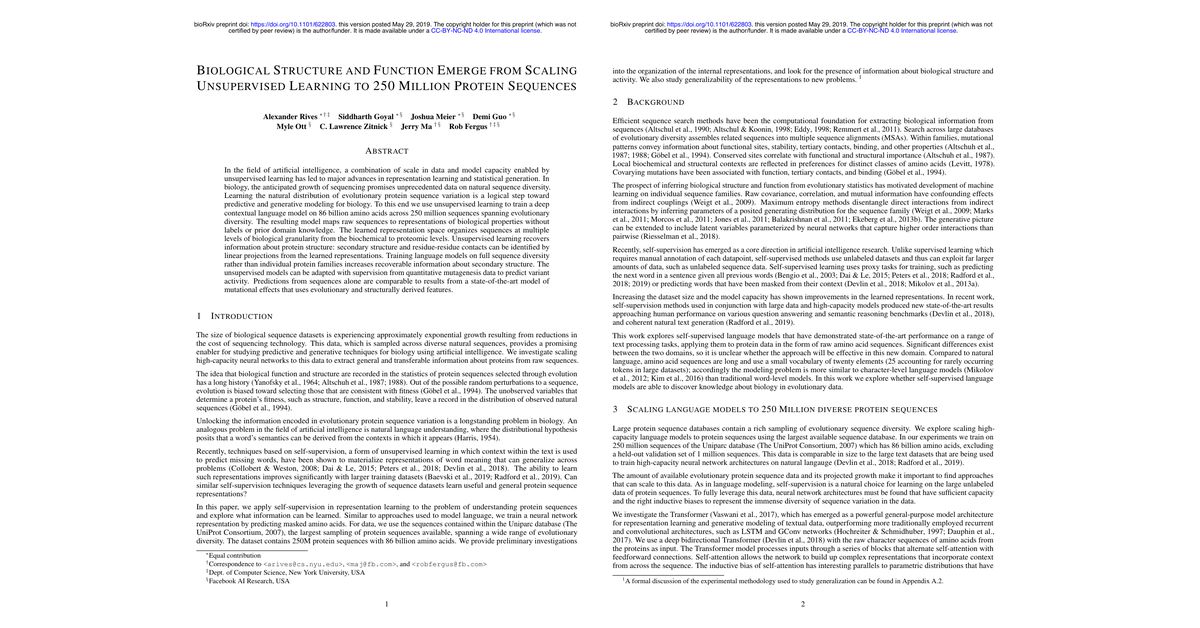 bioRxiv preprint doi: https://doi.org/10.1101/622803. this version posted May 29, 2019. The copyright holder for this preprint (which was not
certified by peer review) is the author/funder. It is made available under a CC-BY-NC-ND 4.0 International license.
BIOLOGICAL STRUCTURE AND FUNCTION EMERGE FROM SCALING
UNSUPERVISED LEARNING TO 250 MILLION PROTEIN SEQUENCES
Alexander Rives *†‡ Siddharth Goyal *§ Joshua Meier *§ Demi Guo *§
Myle Ott § C. Lawrence Zitnick § Jerry Ma †§ Rob Fergus †‡§
ABSTRACT
In the field of artificial intelligence, a combination of scale in data and model capacity enabled by
unsupervised learning has led to major advances in representation learning and statistical generation. In
biology, the anticipated growth of sequencing promises unprecedented data on natural sequence diversity.
Learning the natural distribution of evolutionary protein sequence variation is a logical step toward
predictive and generative modeling for biology. To this end we use unsupervised learning to train a deep
contextual language model on 86 billion amino acids across 250 million sequences spanning evolutionary
diversity. The resulting model maps raw sequences to representations of biological properties without
labels or prior domain knowledge. The learned representation space organizes sequences at multiple
levels of biological granularity from the biochemical to proteomic levels. Unsupervised learning recovers
information about protein structure: secondary structure and residue-residue contacts can be identified by
linear projections from the learned representations. Training language models on full sequence diversity
rather than individual protein families increases recoverable information about secondary structure. The
unsupervised models can be adapted with supervision from quantitative mutagenesis data to predict variant
activity. Predictions from sequences alone are comparable to results from a state-of-the-art model of
mutational effects that uses evolutionary and structurally derived features.
1 INTRODUCTION
The size of biological sequence datasets is experiencing approximately exponential growth resulting from reductions in
the cost of sequencing technology. This data, which is sampled across diverse natural sequences, provides a promising
enabler for studying predictive and generative techniques for biology using artificial intelligence. We investigate scaling
high-capacity neural networks to this data to extract general and transferable information about proteins from raw sequences.
The idea that biological function and structure are recorded in the statistics of protein sequences selected through evolution
has a long history (Yanofsky et al., 1964; Altschuh et al., 1987; 1988). Out of the possible random perturbations to a sequence,
evolution is biased toward selecting those that are consistent with fitness (Göbel et al., 1994). The unobserved variables that
determine a protein's fitness, such as structure, function, and stability, leave a record in the distribution of observed natural
sequences (Göbel et al., 1994).
Unlocking the information encoded in evolutionary protein sequence variation is a longstanding problem in biology. An
analogous problem in the field of artificial intelligence is natural language understanding, where the distributional hypothesis
posits that a word's semantics can be derived from the contexts in which it appears (Harris, 1954).
Recently, techniques based on self-supervision, a form of unsupervised learning in which context within the text is used
to predict missing words, have been shown to materialize representations of word meaning that can generalize across
problems (Collobert & Weston, 2008; Dai & Le, 2015; Peters et al., 2018; Devlin et al., 2018). The ability to learn
such representations improves significantly with larger training datasets (Baevski et al., 2019; Radford et al., 2019). Can
similar self-supervision techniques leveraging the growth of sequence datasets learn useful and general protein sequence
representations?
In this paper, we apply self-supervision in representation learning to the problem of understanding protein sequences
and explore what information can be learned. Similar to approaches used to model language, we train a neural network
representation by predicting masked amino acids. For data, we use the sequences contained within the Uniparc database (The
UniProt Consortium, 2007), the largest sampling of protein sequences available, spanning a wide range of evolutionary
diversity. The dataset contains 250M protein sequences with 86 billion amino acids. We provide preliminary investigations
*Equal contribution
†Correspondence to <arives@cs.nyu.edu>, <maj@fb.com>, and <robfergus@fb.com>
‡Dept. of Computer Science, New York University, USA
§Facebook AI Research, USA
1
bioRxiv preprint doi: https://doi.org/10.1101/622803. this version posted May 29, 2019. The copyright holder for this preprint (which was not
certified by peer review) is the author/funder. It is made available under a CC-BY-NC-ND 4.0 International license.
into the organization of the internal representations, and look for the presence of information about biological structure and
activity. We also study generalizability of the representations to new problems. 1
2 BACKGROUND
Efficient sequence search methods have been the computational foundation for extracting biological information from
sequences (Altschul et al., 1990; Altschul & Koonin, 1998; Eddy, 1998; Remmert et al., 2011). Search across large databases
of evolutionary diversity assembles related sequences into multiple sequence alignments (MSAs). Within families, mutational
patterns convey information about functional sites, stability, tertiary contacts, binding, and other properties (Altschuh et al.,
1987; 1988; Göbel et al., 1994). Conserved sites correlate with functional and structural importance (Altschuh et al., 1987).
Local biochemical and structural contexts are reflected in preferences for distinct classes of amino acids (Levitt, 1978).
Covarying mutations have been associated with function, tertiary contacts, and binding (Göbel et al., 1994).
The prospect of inferring biological structure and function from evolutionary statistics has motivated development of machine
learning on individual sequence families. Raw covariance, correlation, and mutual information have confounding effects
from indirect couplings (Weigt et al., 2009). Maximum entropy methods disentangle direct interactions from indirect
interactions by inferring parameters of a posited generating distribution for the sequence family (Weigt et al., 2009; Marks
et al., 2011; Morcos et al., 2011; Jones et al., 2011; Balakrishnan et al., 2011; Ekeberg et al., 2013b). The generative picture
can be extended to include latent variables parameterized by neural networks that capture higher order interactions than
pairwise (Riesselman et al., 2018).
Recently, self-supervision has emerged as a core direction in artificial intelligence research. Unlike supervised learning which
requires manual annotation of each datapoint, self-supervised methods use unlabeled datasets and thus can exploit far larger
amounts of data, such as unlabeled sequence data. Self-supervised learning uses proxy tasks for training, such as predicting
the next word in a sentence given all previous words (Bengio et al., 2003; Dai & Le, 2015; Peters et al., 2018; Radford et al.,
2018; 2019) or predicting words that have been masked from their context (Devlin et al., 2018; Mikolov et al., 2013a).
Increasing the dataset size and the model capacity has shown improvements in the learned representations. In recent work,
self-supervision methods used in conjunction with large data and high-capacity models produced new state-of-the-art results
approaching human performance on various question answering and semantic reasoning benchmarks (Devlin et al., 2018),
and coherent natural text generation (Radford et al., 2019).
This work explores self-supervised language models that have demonstrated state-of-the-art performance on a range of
text processing tasks, applying them to protein data in the form of raw amino acid sequences. Significant differences exist
between the two domains, so it is unclear whether the approach will be effective in this new domain. Compared to natural
language, amino acid sequences are long and use a small vocabulary of twenty elements (25 accounting for rarely occurring
tokens in large datasets); accordingly the modeling problem is more similar to character-level language models (Mikolov
et al., 2012; Kim et al., 2016) than traditional word-level models. In this work we explore whether self-supervised language
models are able to discover knowledge about biology in evolutionary data.
3 SCALING LANGUAGE MODELS TO 250 MILLION DIVERSE PROTEIN SEQUENCES
Large protein sequence databases contain a rich sampling of evolutionary sequence diversity. We explore scaling high-
capacity language models to protein sequences using the largest available sequence database. In our experiments we train on
250 million sequences of the Uniparc database (The UniProt Consortium, 2007) which has 86 billion amino acids, excluding
a held-out validation set of 1 million sequences. This data is comparable in size to the large text datasets that are being used
to train high-capacity neural network architectures on natural langauge (Devlin et al., 2018; Radford et al., 2019).
The amount of available evolutionary protein sequence data and its projected growth make it important to find approaches
that can scale to this data. As in language modeling, self-supervision is a natural choice for learning on the large unlabeled
data of protein sequences. To fully leverage this data, neural network architectures must be found that have sufficient capacity
and the right inductive biases to represent the immense diversity of sequence variation in the data.
We investigate the Transformer (Vaswani et al., 2017), which has emerged as a powerful general-purpose model architecture
for representation learning and generative modeling of textual data, outperforming more traditionally employed recurrent
and convolutional architectures, such as LSTM and GConv networks (Hochreiter & Schmidhuber, 1997; Dauphin et al.,
2017). We use a deep bidirectional Transformer (Devlin et al., 2018) with the raw character sequences of amino acids from
the proteins as input. The Transformer model processes inputs through a series of blocks that alternate self-attention with
feedforward connections. Self-attention allows the network to build up complex representations that incorporate context
from across the sequence. The inductive bias of self-attention has interesting parallels to parametric distributions that have
1A formal discussion of the experimental methodology used to study generalization can be found in Appendix A.2.
2